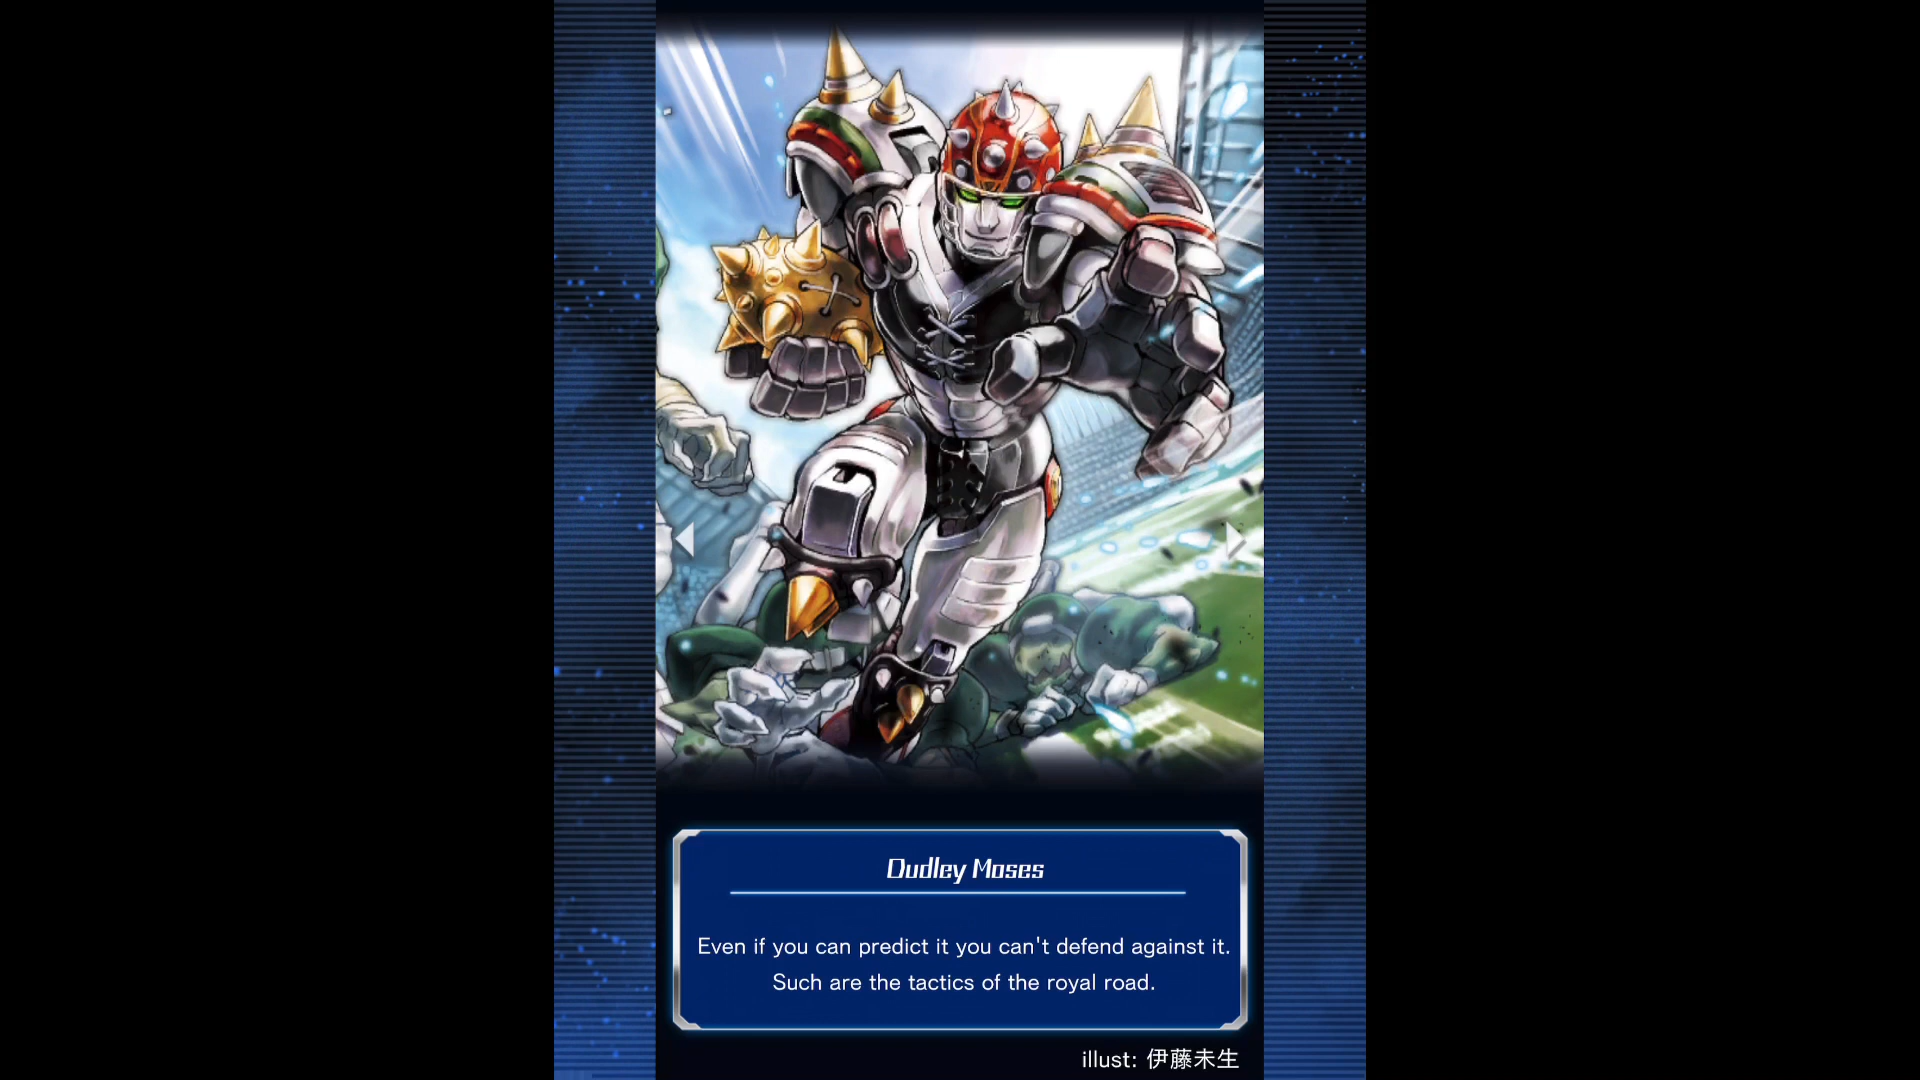 Dudley Moses
Even if you can predict it you can't defend against it.
Such are the tactics of the royal road.
illust: 伊藤未生